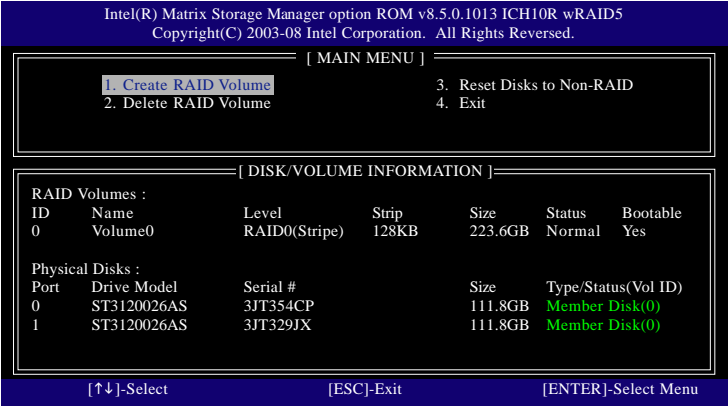 Intel(R) Matrix Storage Manager option ROM v8.5.0.1013 ICH10R wRAID5
Copyright(C) 2003-08 Intel Corporation. All Rights Reversed.
[ MAIN MENU ]
1. Create RAID Volume 3. Reset Disks to Non-RAID
2. Delete RAID Volume 4. Exit
[ DISK/VOLUME INFORMATION ]
RAID Volumes :
ID Name Level Strip Size Status Bootable
0 Volume0 RAID0(Stripe) 128KB 223.6GB Normal Yes
Physical Disks :
Port Drive Model Serial # Size Type/Status(Vol ID)
0 ST3120026AS 3JT354CP 111.8GB Member Disk(0)
1 ST3120026AS 3JT329JX 111.8GB Member Disk(0)
[↑↓]-Select [ESC]-Exit [ENTER]-Select Menu